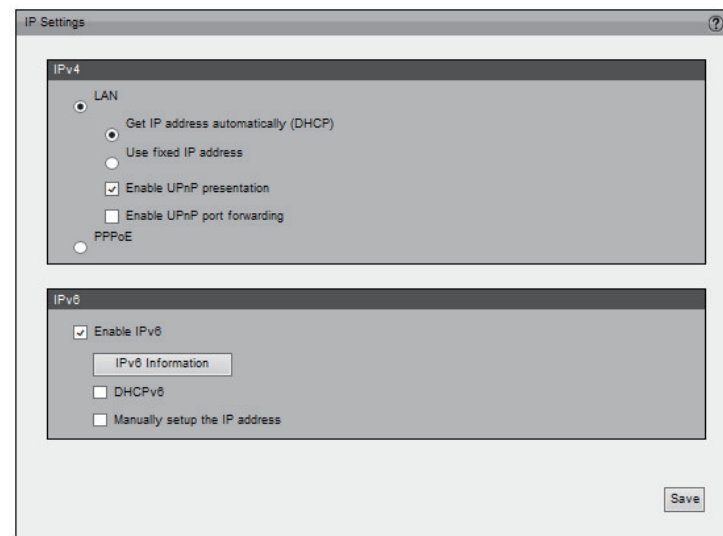 IP Settings
?
IPv4
LAN
Get IP address automatically (DHCP)
Use fixed IP address
Enable UPnP presentation
Enable UPnP port forwarding
PPPoE
IPv6
Enable IPv6
IPv6 Information
DHCPv6
Manually setup the IP address
Save